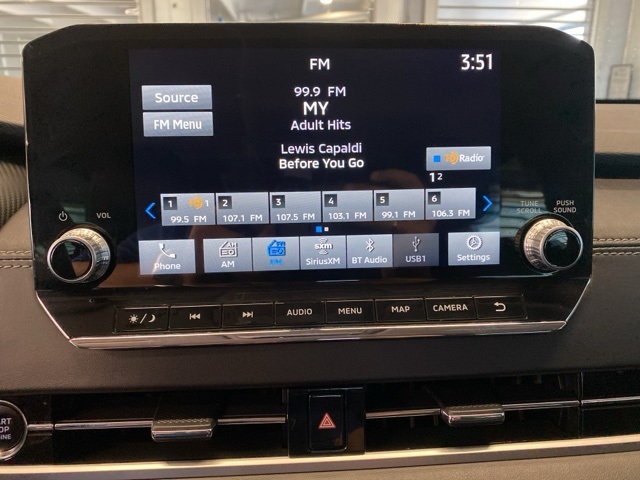 FM
3:51
Source
FM Menu
99.9 FM
MY
Adult Hits
Lewis Capaldi
Before You Go
Radio
1 2
1 1 2 3 4 5 6
99.5 FM 107.1 FM 107.5 FM 103.1 FM 99.1 FM 106.3 FM
VOL
TUNE SCROLL
PUSH SOUND
Phone AM FM SiriusXM BT Audio USB1 Settings
AUDIO MENU MAP CAMERA